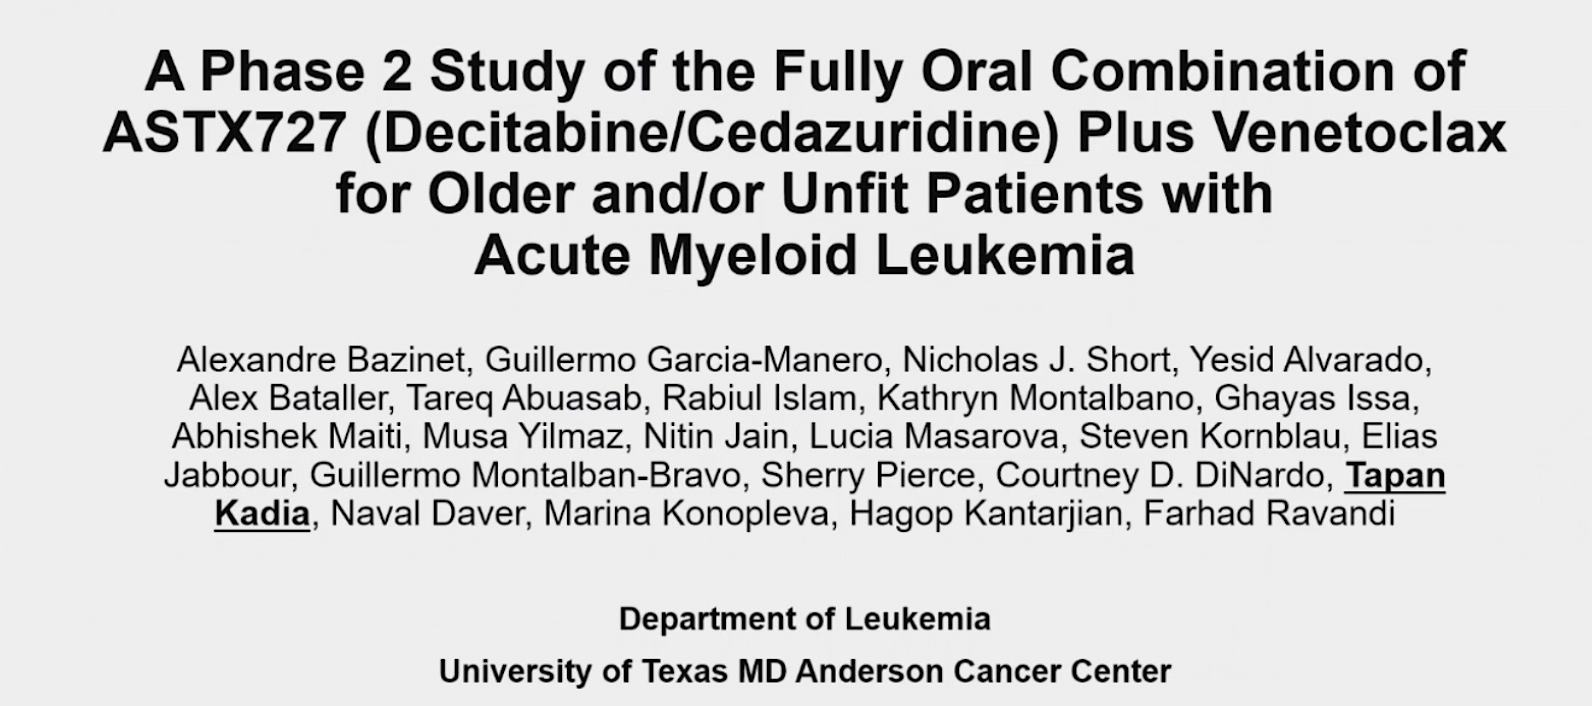 A Phase 2 Study of the Fully Oral Combination of
ASTX727 (Decitabine/Cedazuridine) Plus Venetoclax
for Older and/or Unfit Patients with
Acute Myeloid Leukemia
Alexandre Bazinet, Guillermo Garcia-Manero, Nicholas J. Short, Yesid Alvarado,
Alex Bataller, Tareq Abuasab, Rabiul Islam, Kathryn Montalbano, Ghayas Issa,
Abhishek Maiti, Musa Yilmaz, Nitin Jain, Lucia Masarova, Steven Kornblau, Elias
Jabbour, Guillermo Montalban-Bravo, Sherry Pierce, Courtney D. DiNardo, Tapan
Kadia, Naval Daver, Marina Konopleva, Hagop Kantarjian, Farhad Ravandi
Department of Leukemia
University of Texas MD Anderson Cancer Center